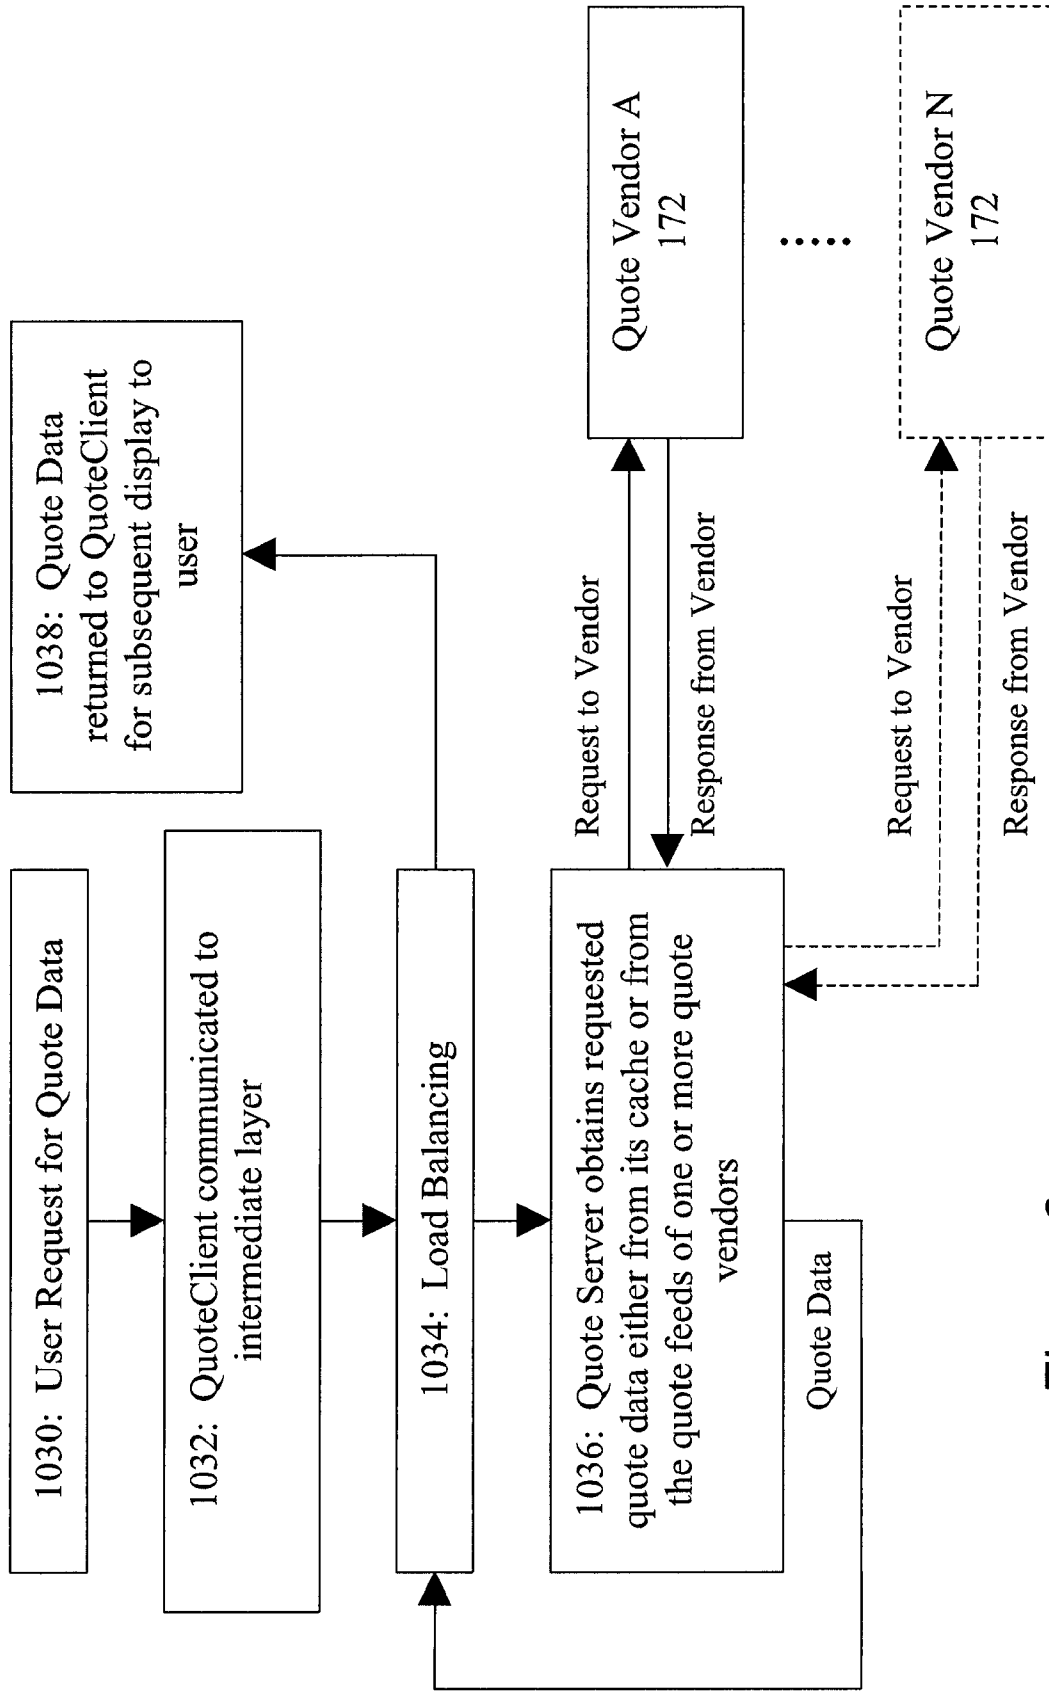 1030: User Request for Quote Data
1032: QuoteClient communicated to
intermediate layer
1034: Load Balancing
1036: Quote Server obtains requested
quote data either from its cache or from
the quote feeds of one or more quote
vendors
Quote Data
1038: Quote Data
returned to QuoteClient
for subsequent display to
user
Request to Vendor
Response from Vendor
Quote Vendor A
172
.....
Request to Vendor
Response from Vendor
Quote Vendor N
172